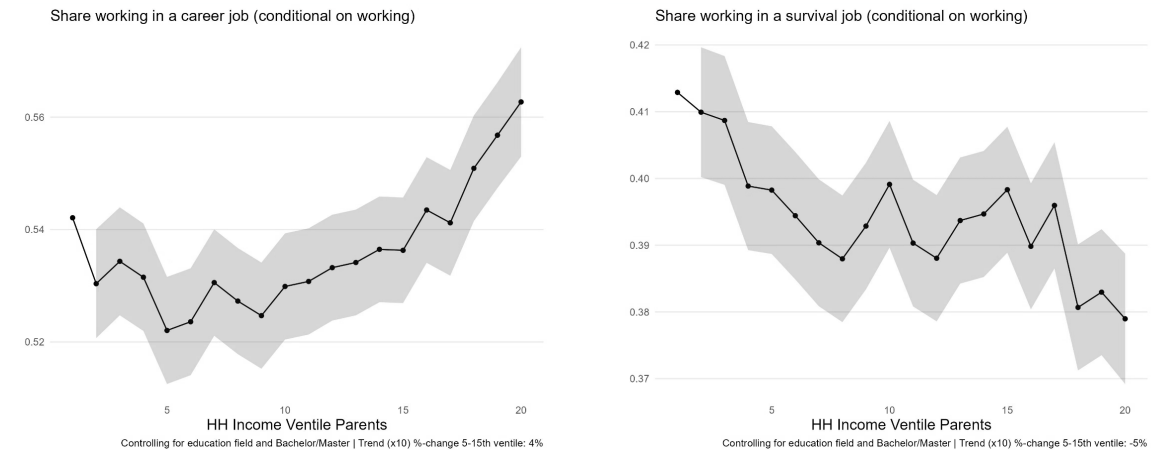 Share working in a career job (conditional on working)
0.56
0.54
0.52
5 10 15 20
HH Income Ventile Parents
Controlling for education field and Bachelor/Master | Trend (x10) %-change 5-15th ventile: 4%
Share working in a survival job (conditional on working)
0.42
0.41
0.40
0.39
0.38
0.37
5 10 15 20
HH Income Ventile Parents
Controlling for education field and Bachelor/Master | Trend (x10) %-change 5-15th ventile: -5%